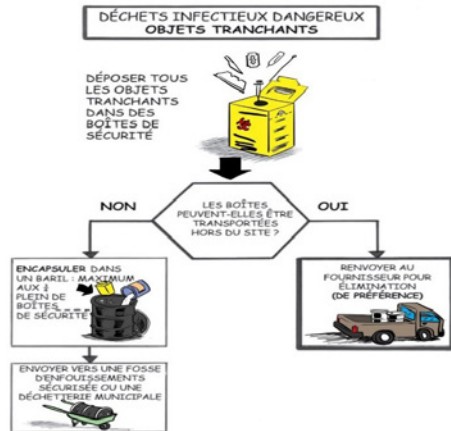 DÉCHETS INFECTIEUX DANGEREUX
OBJETS TRANCHANTS
DÉPOSER TOUS
LES OBJETS
TRANCHANTS
DANS DES
BOÎTES DE
SÉCURITÉ
LES BOÎTES
PEUVENT-ELLES ÊTRE
TRANSPORTÉES
HORS DU SITE ?
NON
OUI
ENCAPSULER DANS
UN BARIL : MAXIMUM
AUX
PLEIN DE
BOÎTES
DE SÉCURITÉ
ENVOYER VERS UNE FOSSE
D'ENFOUISSEMENTS
SÉCURISÉE OU UNE
DÉCHETTERIE MUNICIPALE
RENVOYER AU
FOURNISSEUR POUR
ÉLIMINATION
(DE PRÉFÉRENCE)